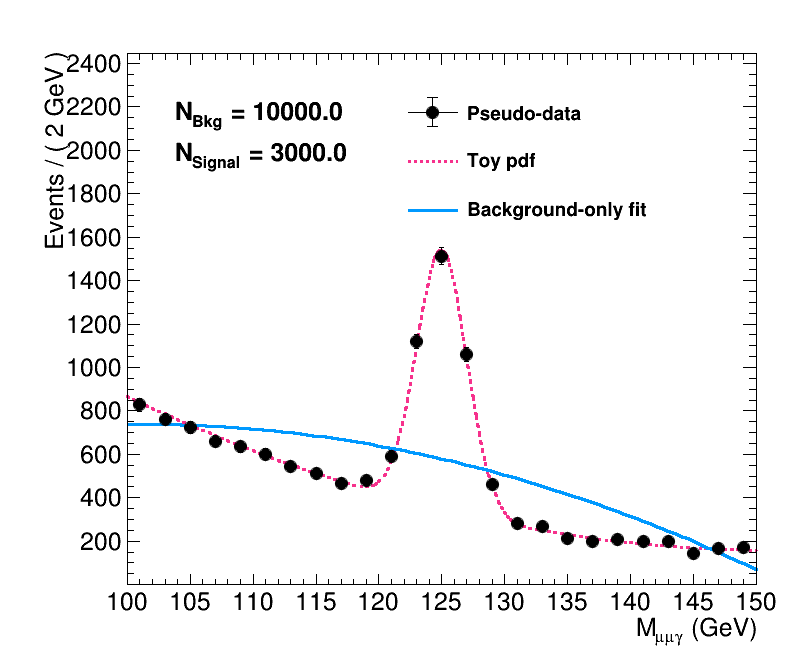 Events / ( 2 GeV )
2400
2200
2000
1800
1600
1400
1200
1000
800
600
400
200
N_Bkg = 10000.0
N_Signal = 3000.0
Pseudo-data
Toy pdf
Background-only fit
100 105 110 115 120 125 130 135 140 145 150
M_μμγ (GeV)